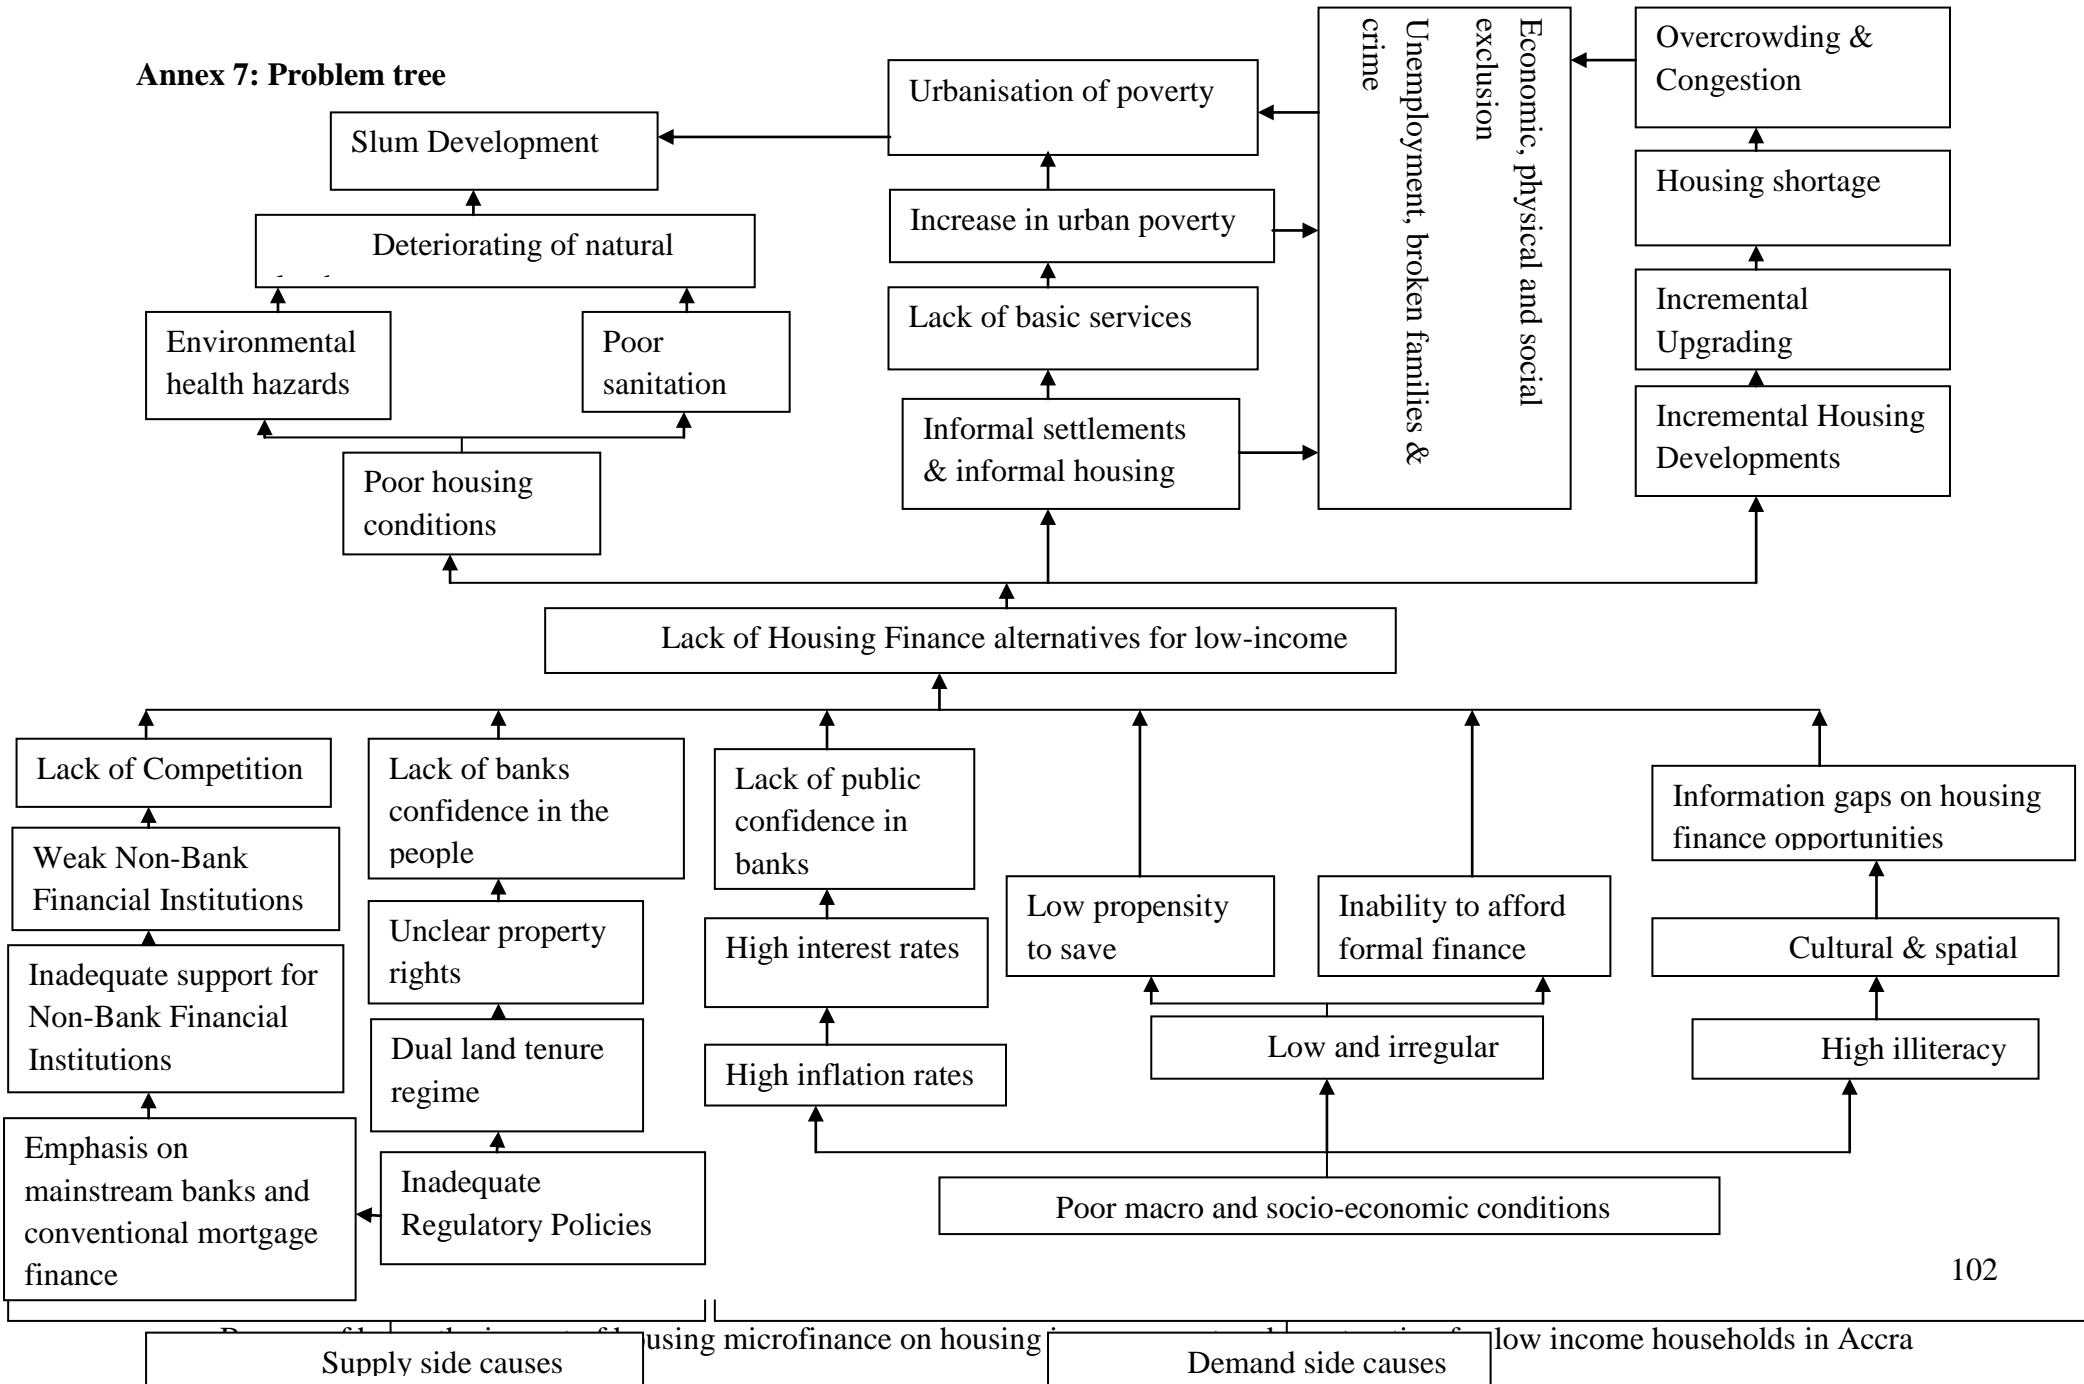 Annex 7: Problem tree
Slum Development
Urbanisation of poverty
Economic, physical and social
exclusion
Unemployment, broken families &
crime
Overcrowding &
Congestion
Deteriorating of natural
Increase in urban poverty
Housing shortage
Environmental
health hazards
Poor
sanitation
Lack of basic services
Incremental
Upgrading
Poor housing
conditions
Informal settlements
& informal housing
Incremental Housing
Developments
Lack of Housing Finance alternatives for low-income
Lack of Competition
Lack of banks
confidence in the
people
Lack of public
confidence in
banks
Information gaps on housing
finance opportunities
Weak Non-Bank
Financial Institutions
Unclear property
rights
High interest rates
Low propensity
to save
Inability to afford
formal finance
Cultural & spatial
Inadequate support for
Non-Bank Financial
Institutions
Dual land tenure
regime
High inflation rates
Low and irregular
High illiteracy
Emphasis on
mainstream banks and
conventional mortgage
finance
Inadequate
Regulatory Policies
Poor macro and socio-economic conditions
102
using microfinance on housing low income households in Accra
Supply side causes
Demand side causes